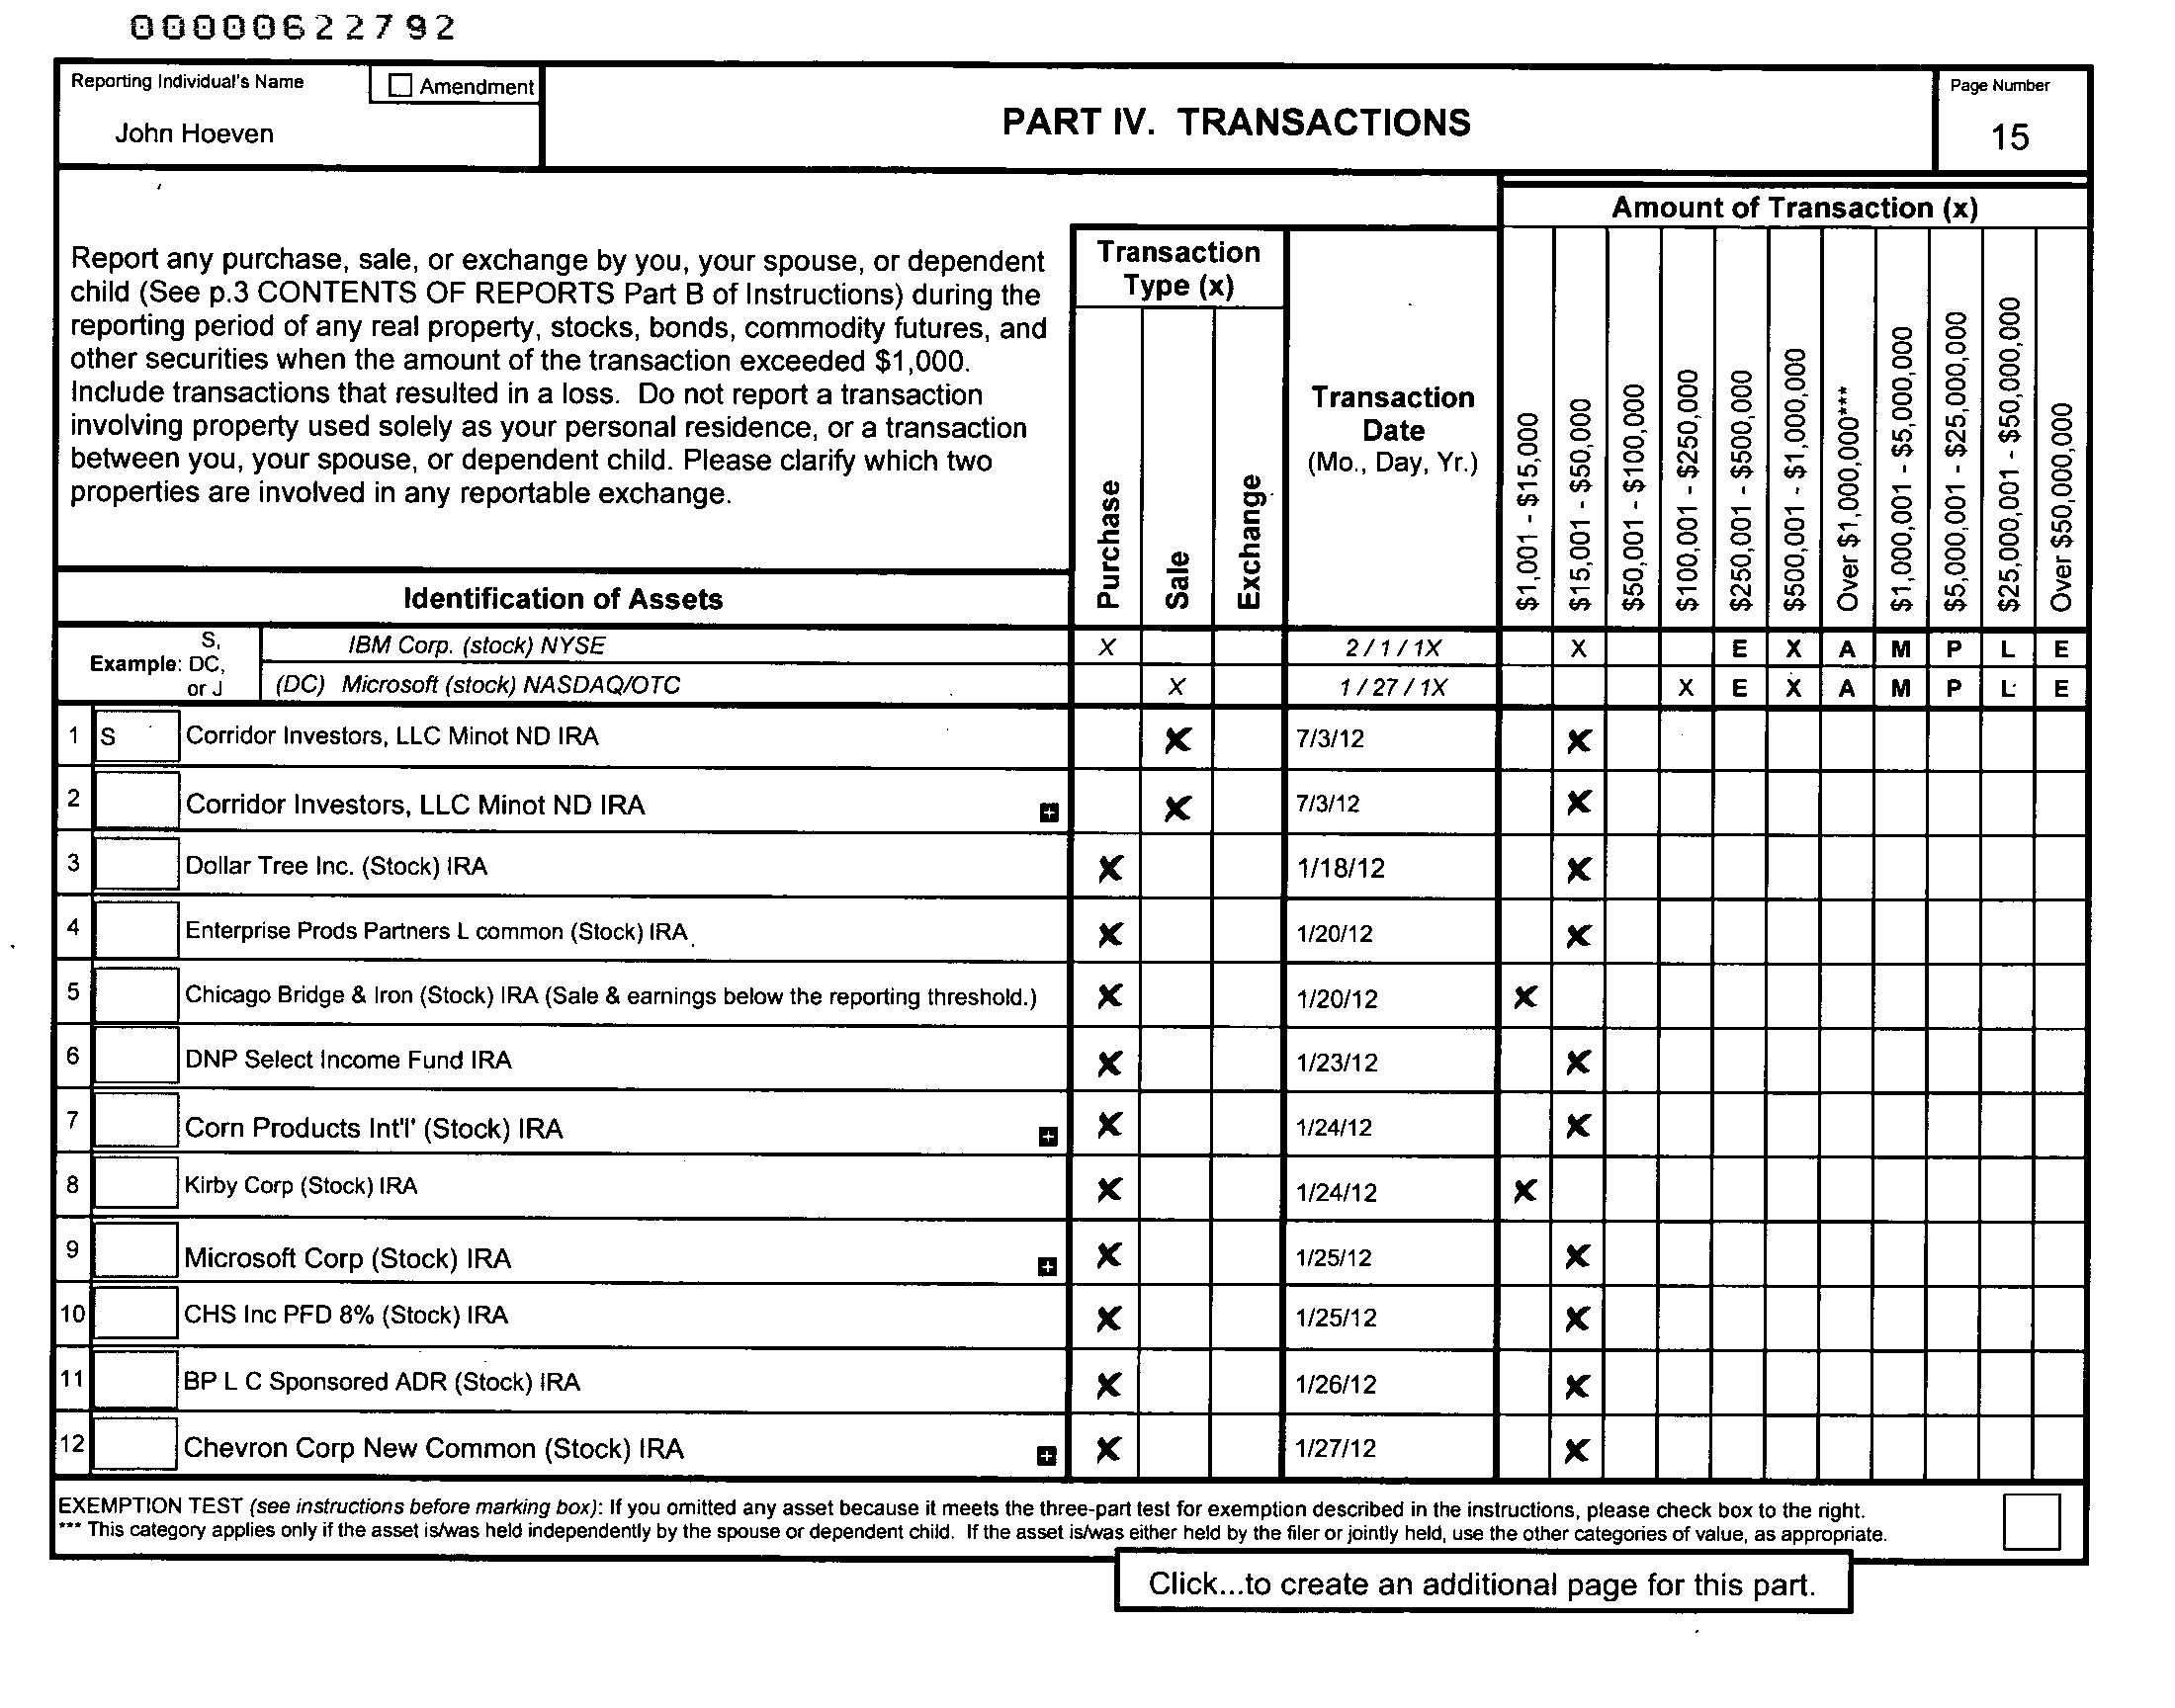 00000622792
Reporting Individual's Name
Amendment
John Hoeven
PART IV. TRANSACTIONS
Page Number
15
Report any purchase, sale, or exchange by you, your spouse, or dependent
child (See p.3 CONTENTS OF REPORTS Part B of Instructions) during the
reporting period of any real property, stocks, bonds, commodity futures, and
other securities when the amount of the transaction exceeded $1,000.
Include transactions that resulted in a loss. Do not report a transaction
involving property used solely as your personal residence, or a transaction
between you, your spouse, or dependent child. Please clarify which two
properties are involved in any reportable exchange.
Identification of Assets
Transaction
Type (x)
Purchase
Sale
Exchange
Transaction
Date
(Mo., Day, Yr.)
Amount of Transaction (x)
$1,001 - $15,000
$15,001 - $50,000
$50,001 - $100,000
$100,001 - $250,000
$250,001 - $500,000
$500,001 - $1,000,000
Over $1,000,000***
$1,000,001 - $5,000,000
$5,000,001 - $25,000,000
$25,000,001 - $50,000,000
Over $50,000,000
Example: S, DC, or J
IBM Corp. (stock) NYSE X 2 / 1 / 1X X E X A M P L E
(DC) Microsoft (stock) NASDAQ/OTC X 1 / 27 / 1X X E X A M P L E
1 S Corridor Investors, LLC Minot ND IRA X 7/3/12 X
2 Corridor Investors, LLC Minot ND IRA + X 7/3/12 X
3 Dollar Tree Inc. (Stock) IRA X 1/18/12 X
4 Enterprise Prods Partners L common (Stock) IRA X 1/20/12 X
5 Chicago Bridge & Iron (Stock) IRA (Sale & earnings below the reporting threshold.) X 1/20/12 X
6 DNP Select Income Fund IRA X 1/23/12 X
7 Corn Products Int'l' (Stock) IRA + X 1/24/12 X
8 Kirby Corp (Stock) IRA X 1/24/12 X
9 Microsoft Corp (Stock) IRA + X 1/25/12 X
10 CHS Inc PFD 8% (Stock) IRA X 1/25/12 X
11 BP L C Sponsored ADR (Stock) IRA X 1/26/12 X
12 Chevron Corp New Common (Stock) IRA + X 1/27/12 X
EXEMPTION TEST (see instructions before marking box): If you omitted any asset because it meets the three-part test for exemption described in the instructions, please check box to the right.
*** This category applies only if the asset is/was held independently by the spouse or dependent child. If the asset is/was either held by the filer or jointly held, use the other categories of value, as appropriate.
Click...to create an additional page for this part.